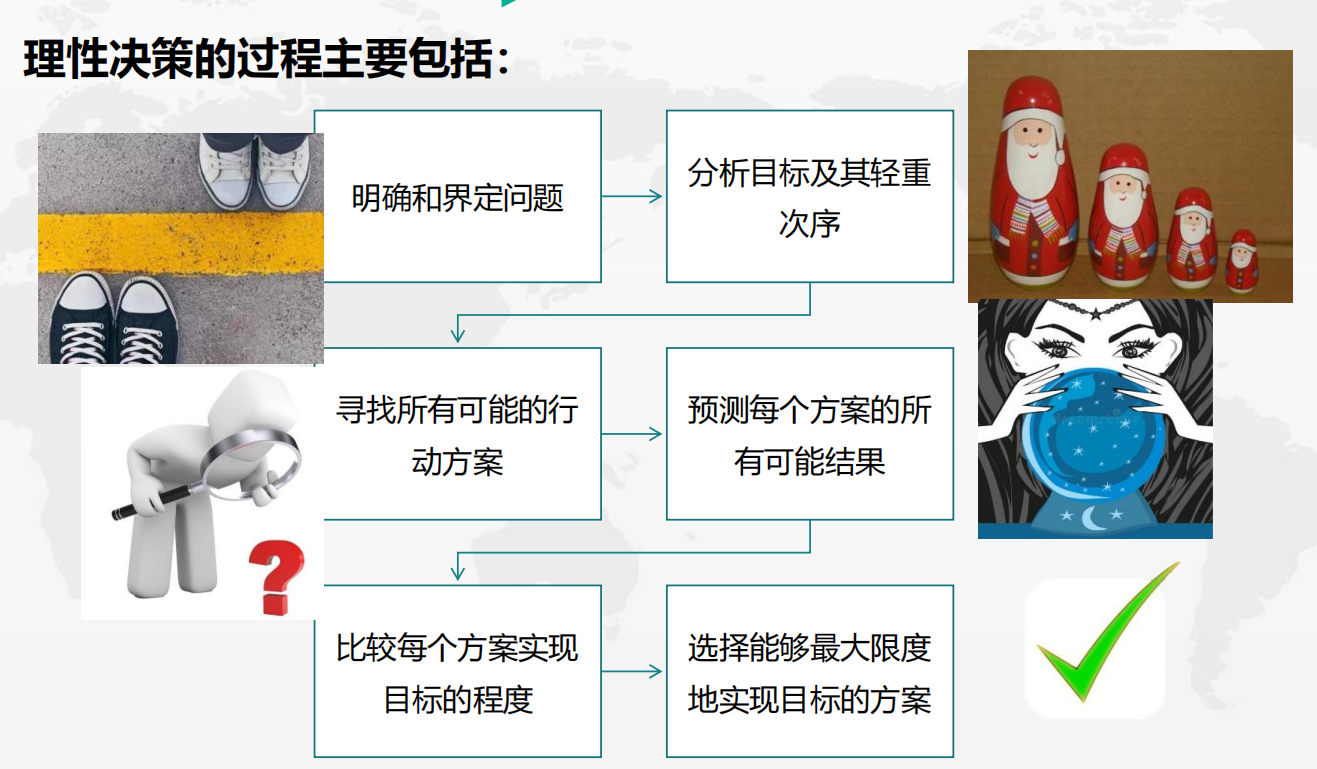 理性决策的过程主要包括：
明确和界定问题
分析目标及其轻重
次序
寻找所有可能的行
动方案
预测每个方案的所
有可能结果
比较每个方案实现
目标的程度
选择能够最大限度
地实现目标的方案